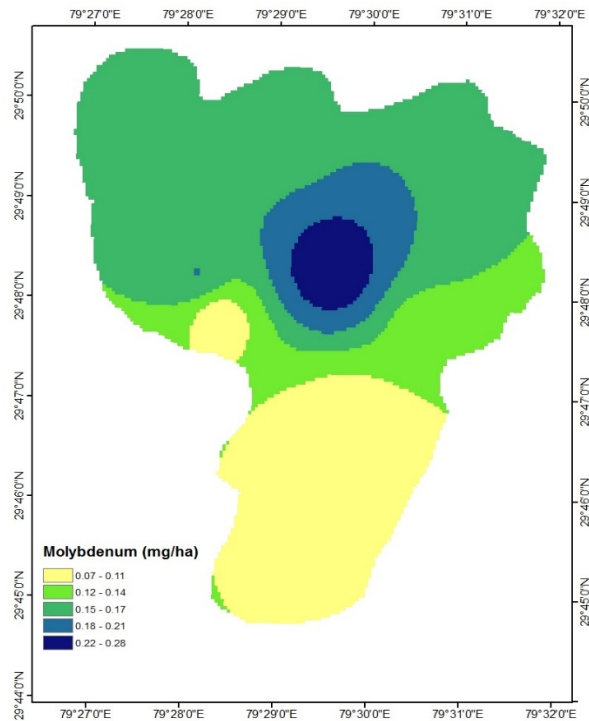 79°27'0"E 79°28'0"E 79°29'0"E 79°30'0"E 79°31'0"E 79°32'0"E
29°50'0"N 29°50'0"N
29°49'0"N 29°49'0"N
29°48'0"N 29°48'0"N
29°47'0"N 29°47'0"N
29°46'0"N 29°46'0"N
29°45'0"N 29°45'0"N
29°44'0"N 29°44'0"N
Molybdenum (mg/ha)
0.07 - 0.11
0.12 - 0.14
0.15 - 0.17
0.18 - 0.21
0.22 - 0.28
79°27'0"E 79°28'0"E 79°29'0"E 79°30'0"E 79°31'0"E 79°32'0"E